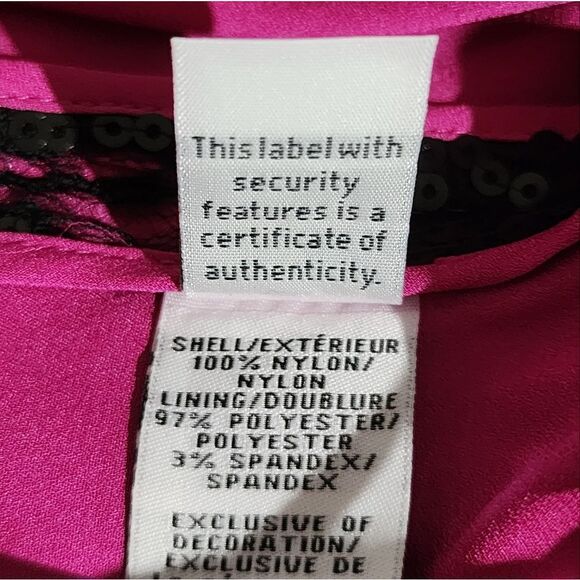 This label with
security
features is a
certificate of
authenticity.
SHELL/EXTÉRIEUR
100% NYLON/
NYLON
LINING/DOUBLURE
97% POLYESTER/
POLYESTER
3% SPANDEX/
SPANDEX
EXCLUSIVE OF
DECORATION/
EXCLUSIVE DE